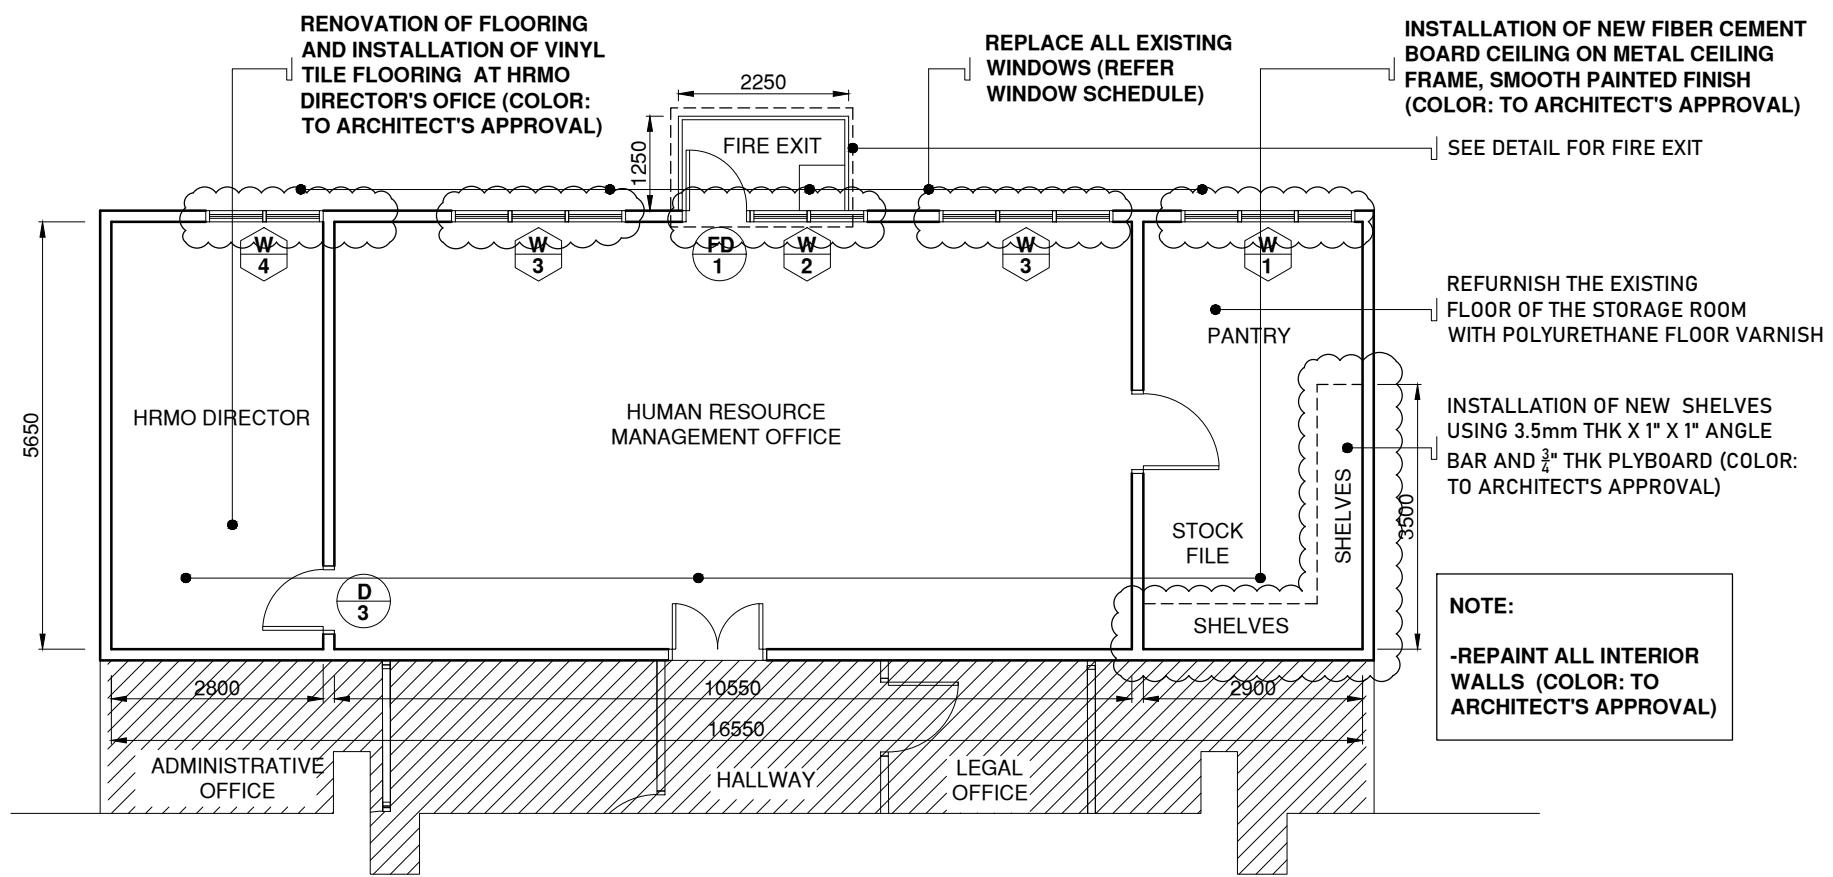 RENOVATION OF FLOORING
AND INSTALLATION OF VINYL
TILE FLOORING AT HRMO
DIRECTOR'S OFICE (COLOR:
TO ARCHITECT'S APPROVAL)
REPLACE ALL EXISTING
WINDOWS (REFER
WINDOW SCHEDULE)
INSTALLATION OF NEW FIBER CEMENT
BOARD CEILING ON METAL CEILING
FRAME, SMOOTH PAINTED FINISH
(COLOR: TO ARCHITECT'S APPROVAL)
SEE DETAIL FOR FIRE EXIT
2250
1250
FIRE EXIT
W
4
W
3
FD
1
W
2
W
3
W
1
REFURNISH THE EXISTING
FLOOR OF THE STORAGE ROOM
WITH POLYURETHANE FLOOR VARNISH
PANTRY
5650
HRMO DIRECTOR
HUMAN RESOURCE
MANAGEMENT OFFICE
INSTALLATION OF NEW SHELVES
USING 3.5mm THK X 1" X 1" ANGLE
BAR AND 3/4" THK PLYBOARD (COLOR:
TO ARCHITECT'S APPROVAL)
STOCK
FILE
SHELVES
3500
D
3
SHELVES
NOTE:
-REPAINT ALL INTERIOR
WALLS (COLOR: TO
ARCHITECT'S APPROVAL)
2800
10550
2900
16550
ADMINISTRATIVE
OFFICE
HALLWAY
LEGAL
OFFICE